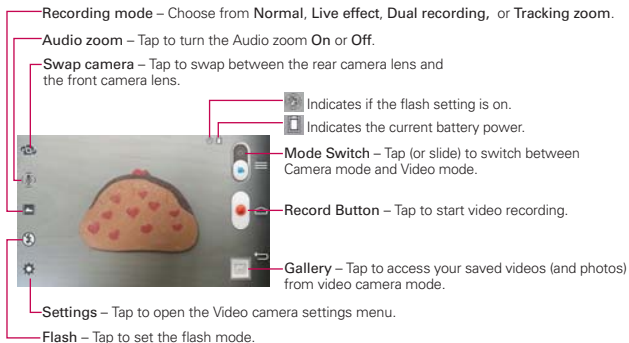 Recording mode – Choose from Normal, Live effect, Dual recording, or Tracking zoom.
Audio zoom – Tap to turn the Audio zoom On or Off.
Swap camera – Tap to swap between the rear camera lens and
the front camera lens.
Indicates if the flash setting is on.
Indicates the current battery power.
Mode Switch – Tap (or slide) to switch between
Camera mode and Video mode.
Record Button – Tap to start video recording.
Gallery – Tap to access your saved videos (and photos)
from video camera mode.
Settings – Tap to open the Video camera settings menu.
Flash – Tap to set the flash mode.